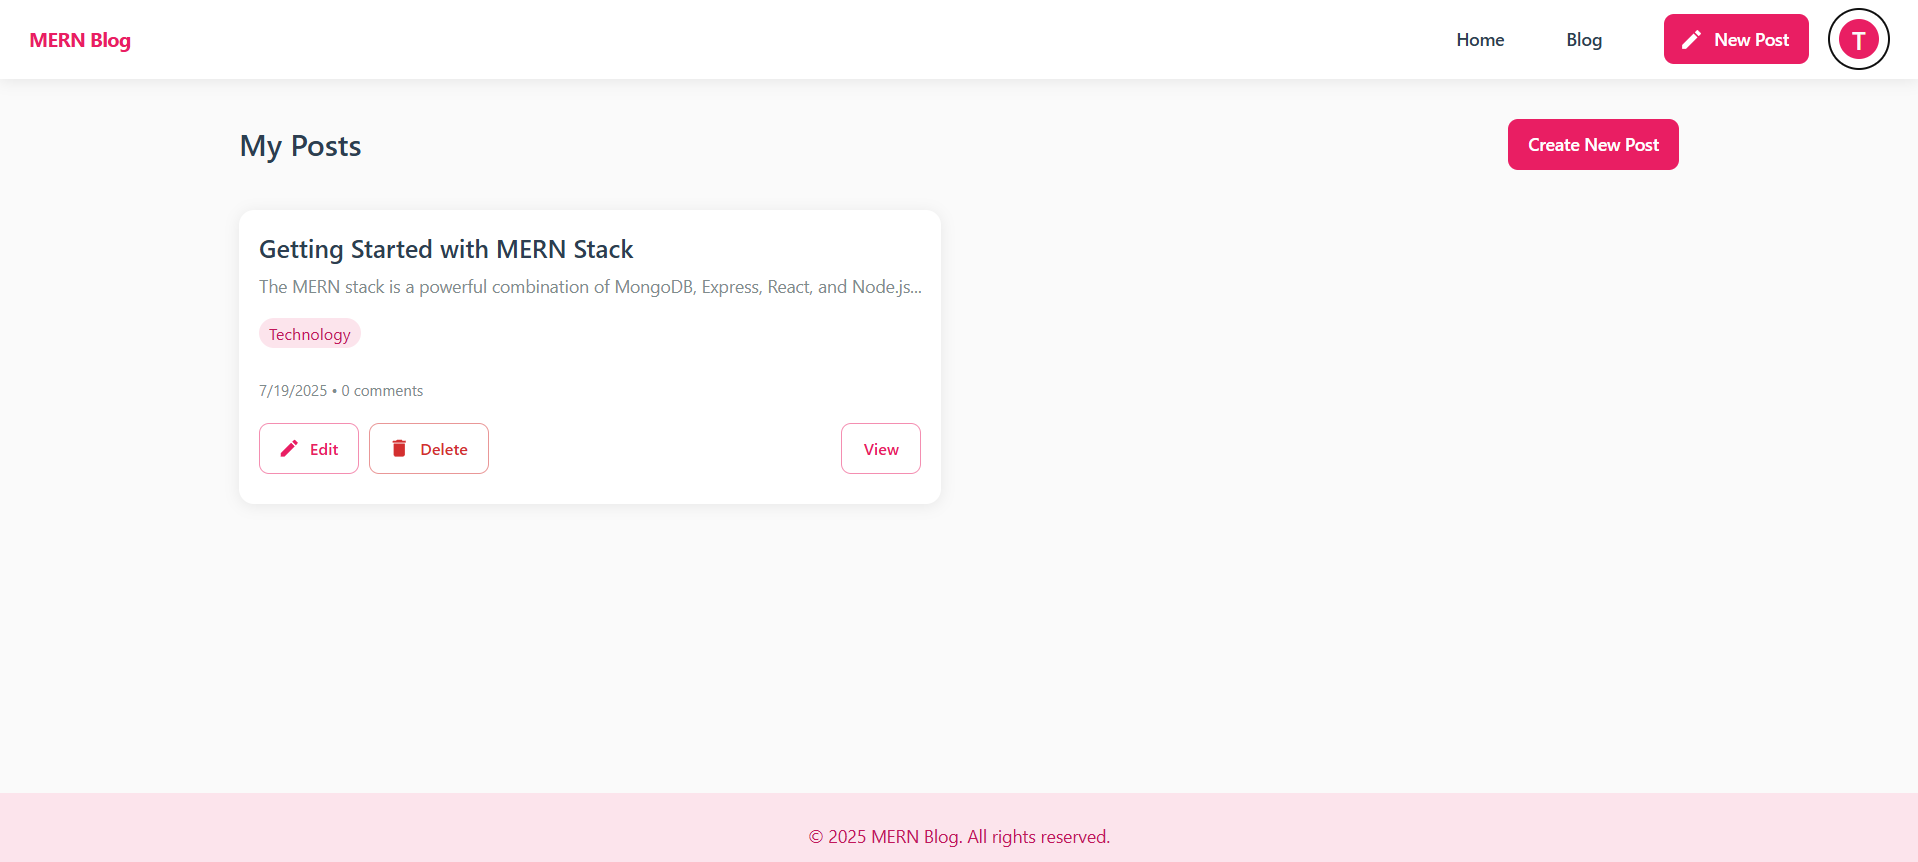 MERN Blog
Home
Blog
New Post
T
My Posts
Create New Post
Getting Started with MERN Stack
The MERN stack is a powerful combination of MongoDB, Express, React, and Node.js...
Technology
7/19/2025 • 0 comments
Edit
Delete
View
© 2025 MERN Blog. All rights reserved.